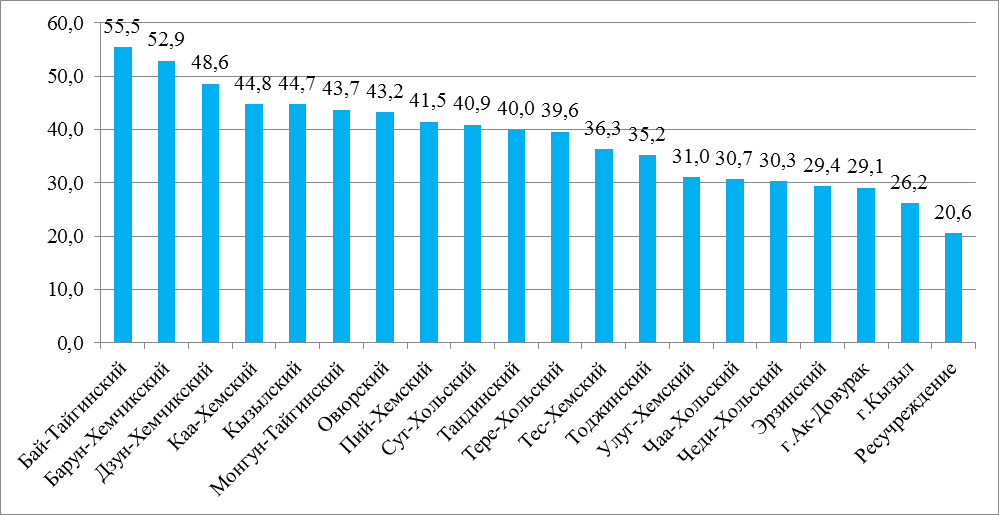 60,0
50,0
40,0
30,0
20,0
10,0
0,0
55,5
52,9
48,6
44,8
44,7
43,7
43,2
41,5
40,9
40,0
39,6
36,3
35,2
31,0
30,7
30,3
29,4
29,1
26,2
20,6
Бай-Тайгинский
Барун-Хемчикский
Дзун-Хемчикский
Каа-Хемский
Кызылский
Монгун-Тайгинский
Овюрский
Пий-Хемский
Сут-Хольский
Тандинский
Тере-Хольский
Тес-Хемский
Тоджинский
Улуг-Хемский
Чаа-Хольский
Чеди-Хольский
Эрзинский
г.Ак-Довурак
г.Кызыл
Ресучреждение